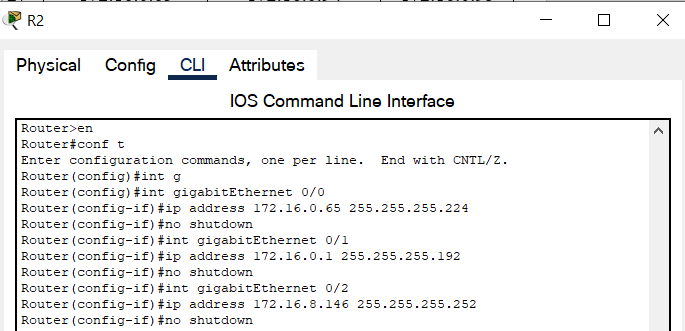 R2
Physical Config CLI Attributes
IOS Command Line Interface
Router>en
Router#conf t
Enter configuration commands, one per line.  End with CNTL/Z.
Router(config)#int g
Router(config)#int gigabitEthernet 0/0
Router(config-if)#ip address 172.16.0.65 255.255.255.224
Router(config-if)#no shutdown
Router(config-if)#int gigabitEthernet 0/1
Router(config-if)#ip address 172.16.0.1 255.255.255.192
Router(config-if)#no shutdown
Router(config-if)#int gigabitEthernet 0/2
Router(config-if)#ip address 172.16.8.146 255.255.255.252
Router(config-if)#no shutdown